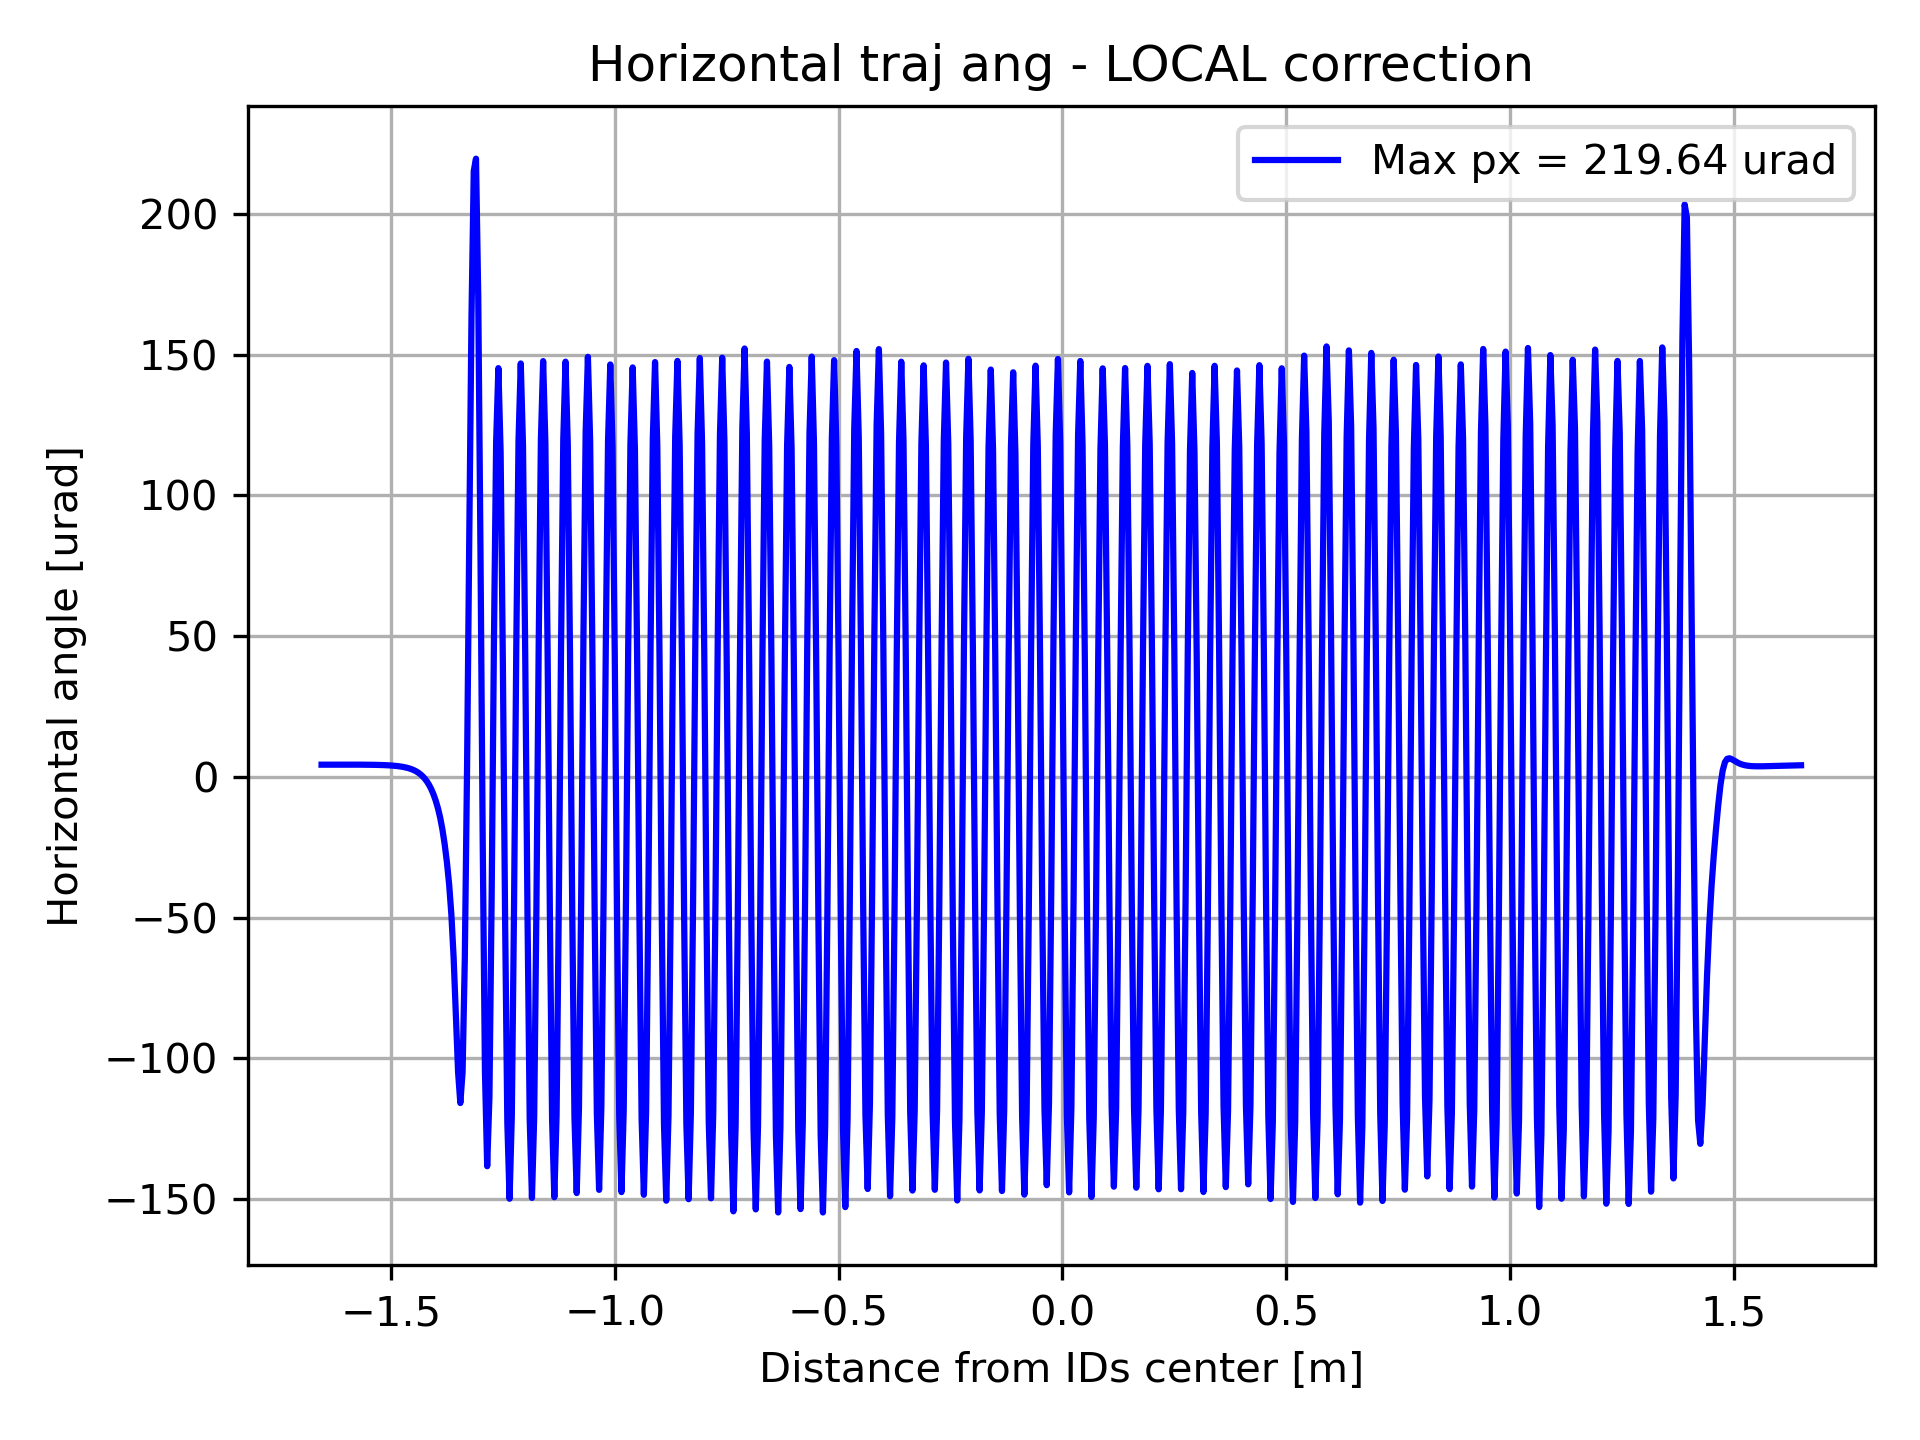 Horizontal traj ang - LOCAL correction
Max px = 219.64 urad
200
150
100
50
0
−50
−100
−150
Horizontal angle [urad]
−1.5 −1.0 −0.5 0.0 0.5 1.0 1.5
Distance from IDs center [m]